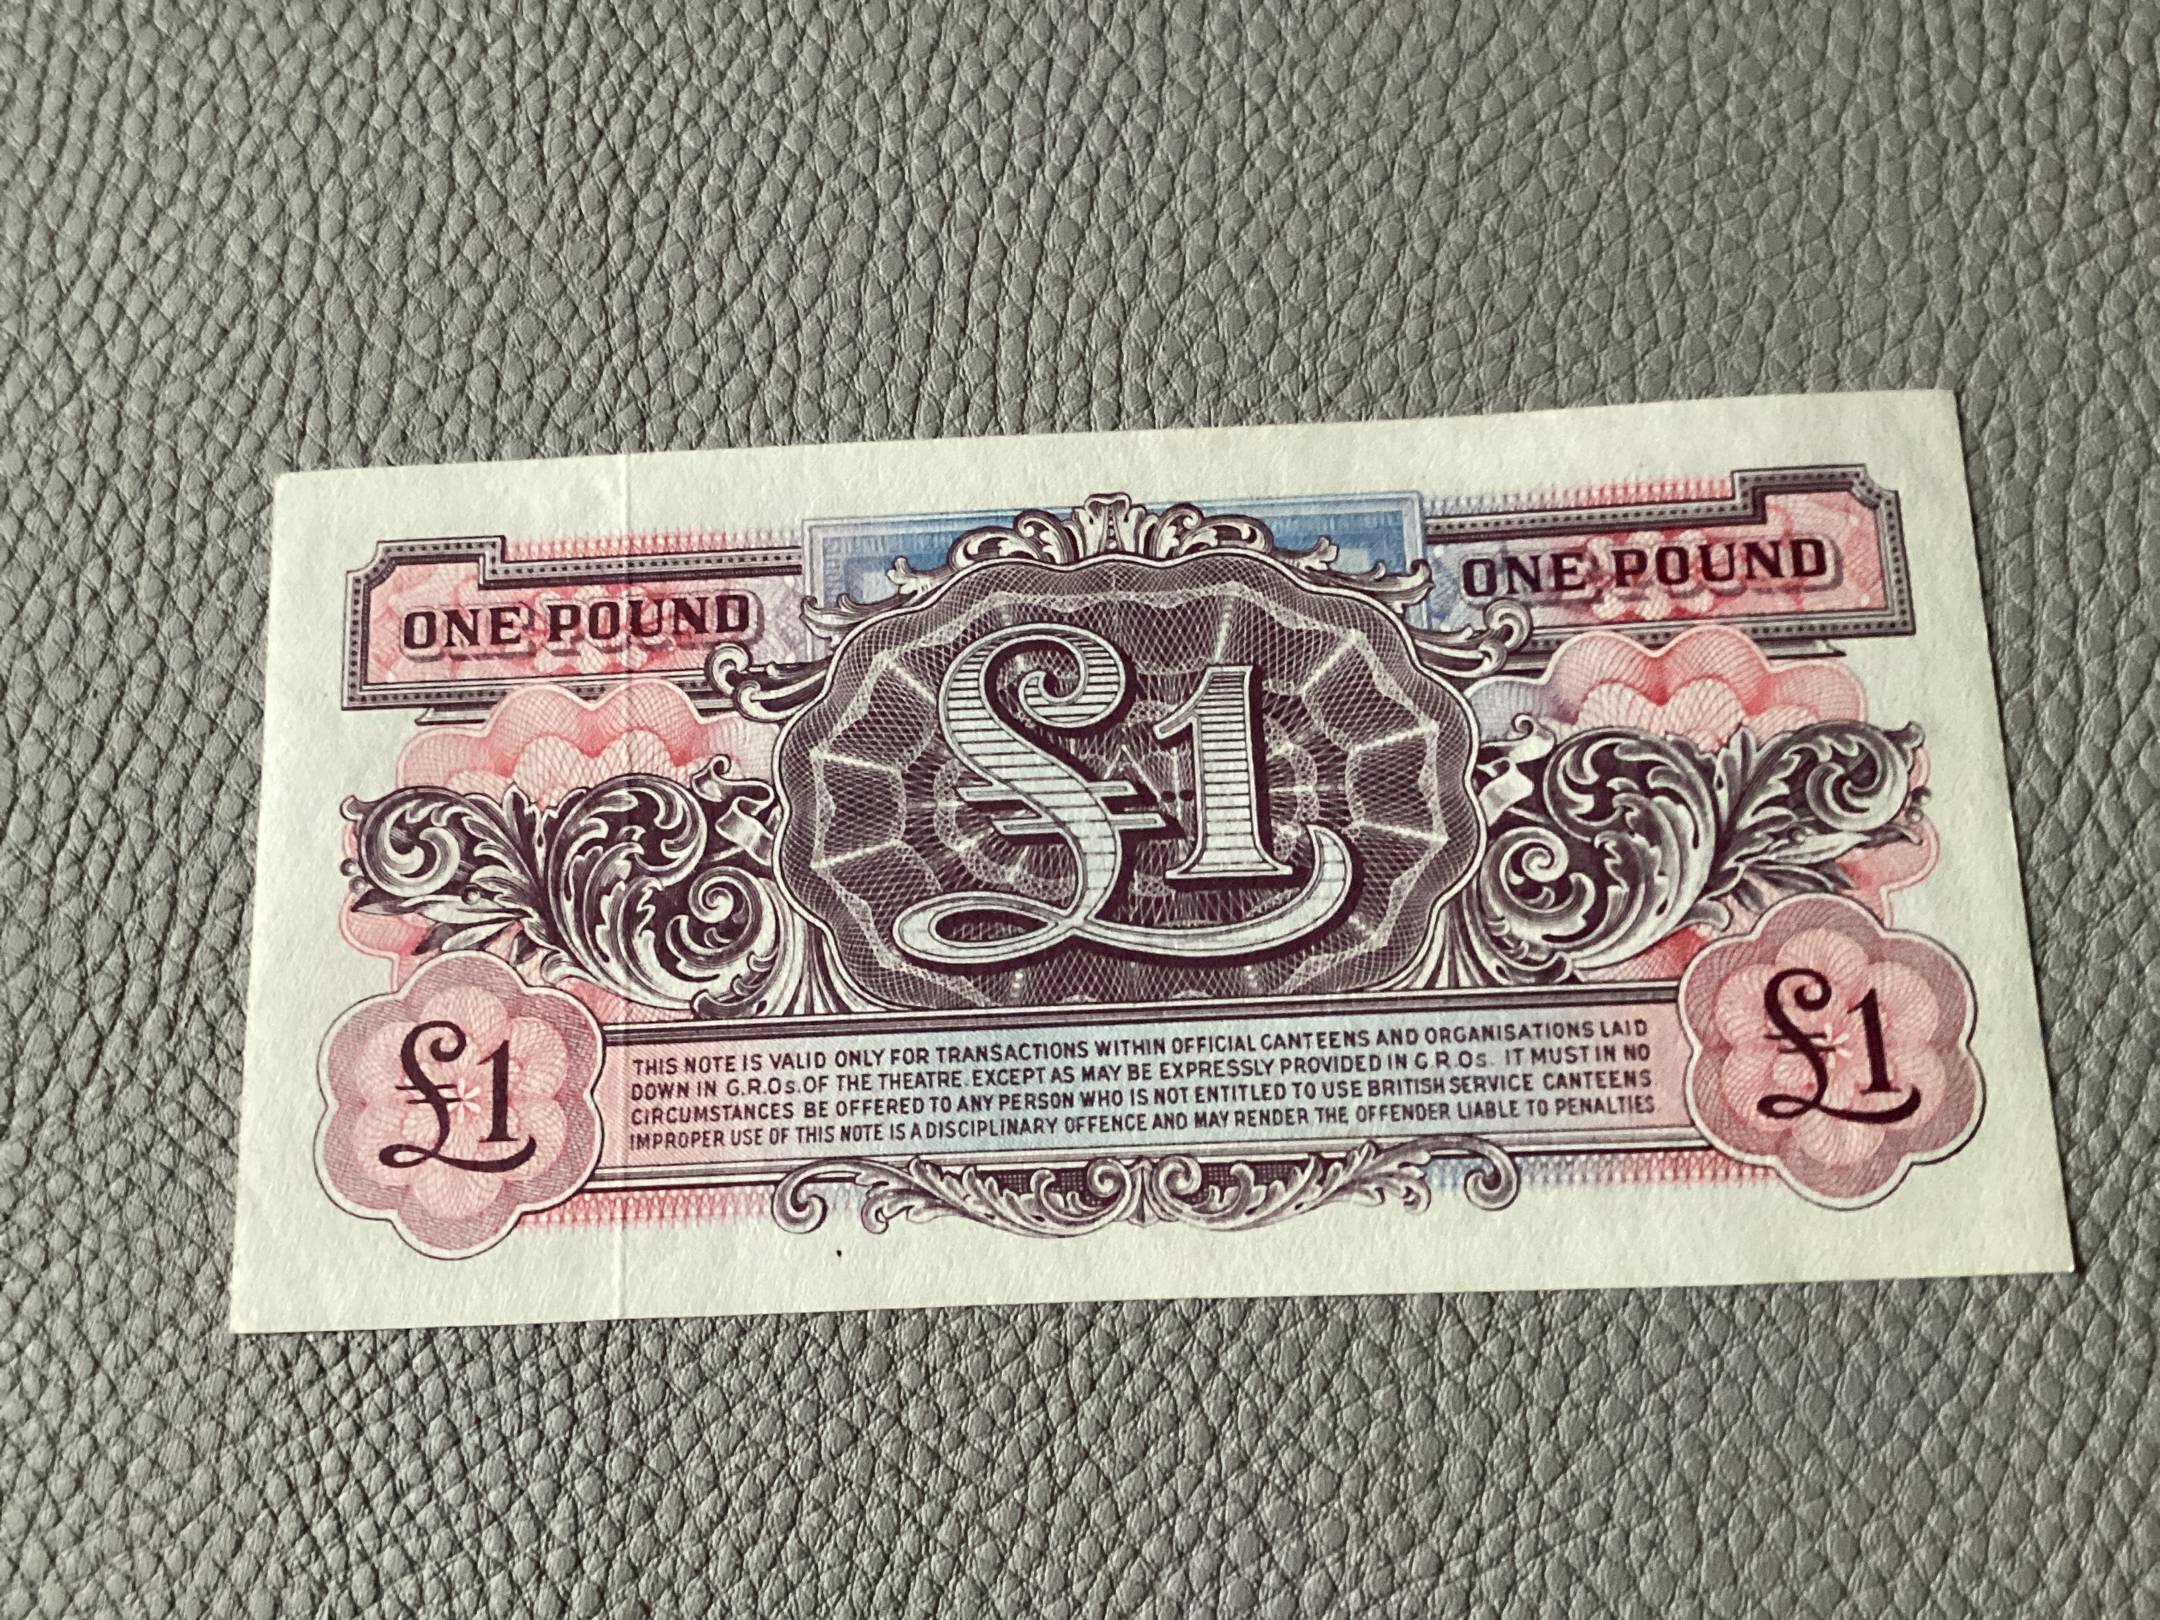 ONE POUND
ONE POUND
£1
THIS NOTE IS VALID ONLY FOR TRANSACTIONS WITHIN OFFICIAL CANTEENS AND ORGANISATIONS LAID
DOWN IN G.R.Os. OF THE THEATRE. EXCEPT AS MAY BE EXPRESSLY PROVIDED IN G.R.Os. IT MUST IN NO
CIRCUMSTANCES BE OFFERED TO ANY PERSON WHO IS NOT ENTITLED TO USE BRITISH SERVICE CANTEENS.
IMPROPER USE OF THIS NOTE IS A DISCIPLINARY OFFENCE AND MAY RENDER THE OFFENDER LIABLE TO PENALTIES.
£1
£1